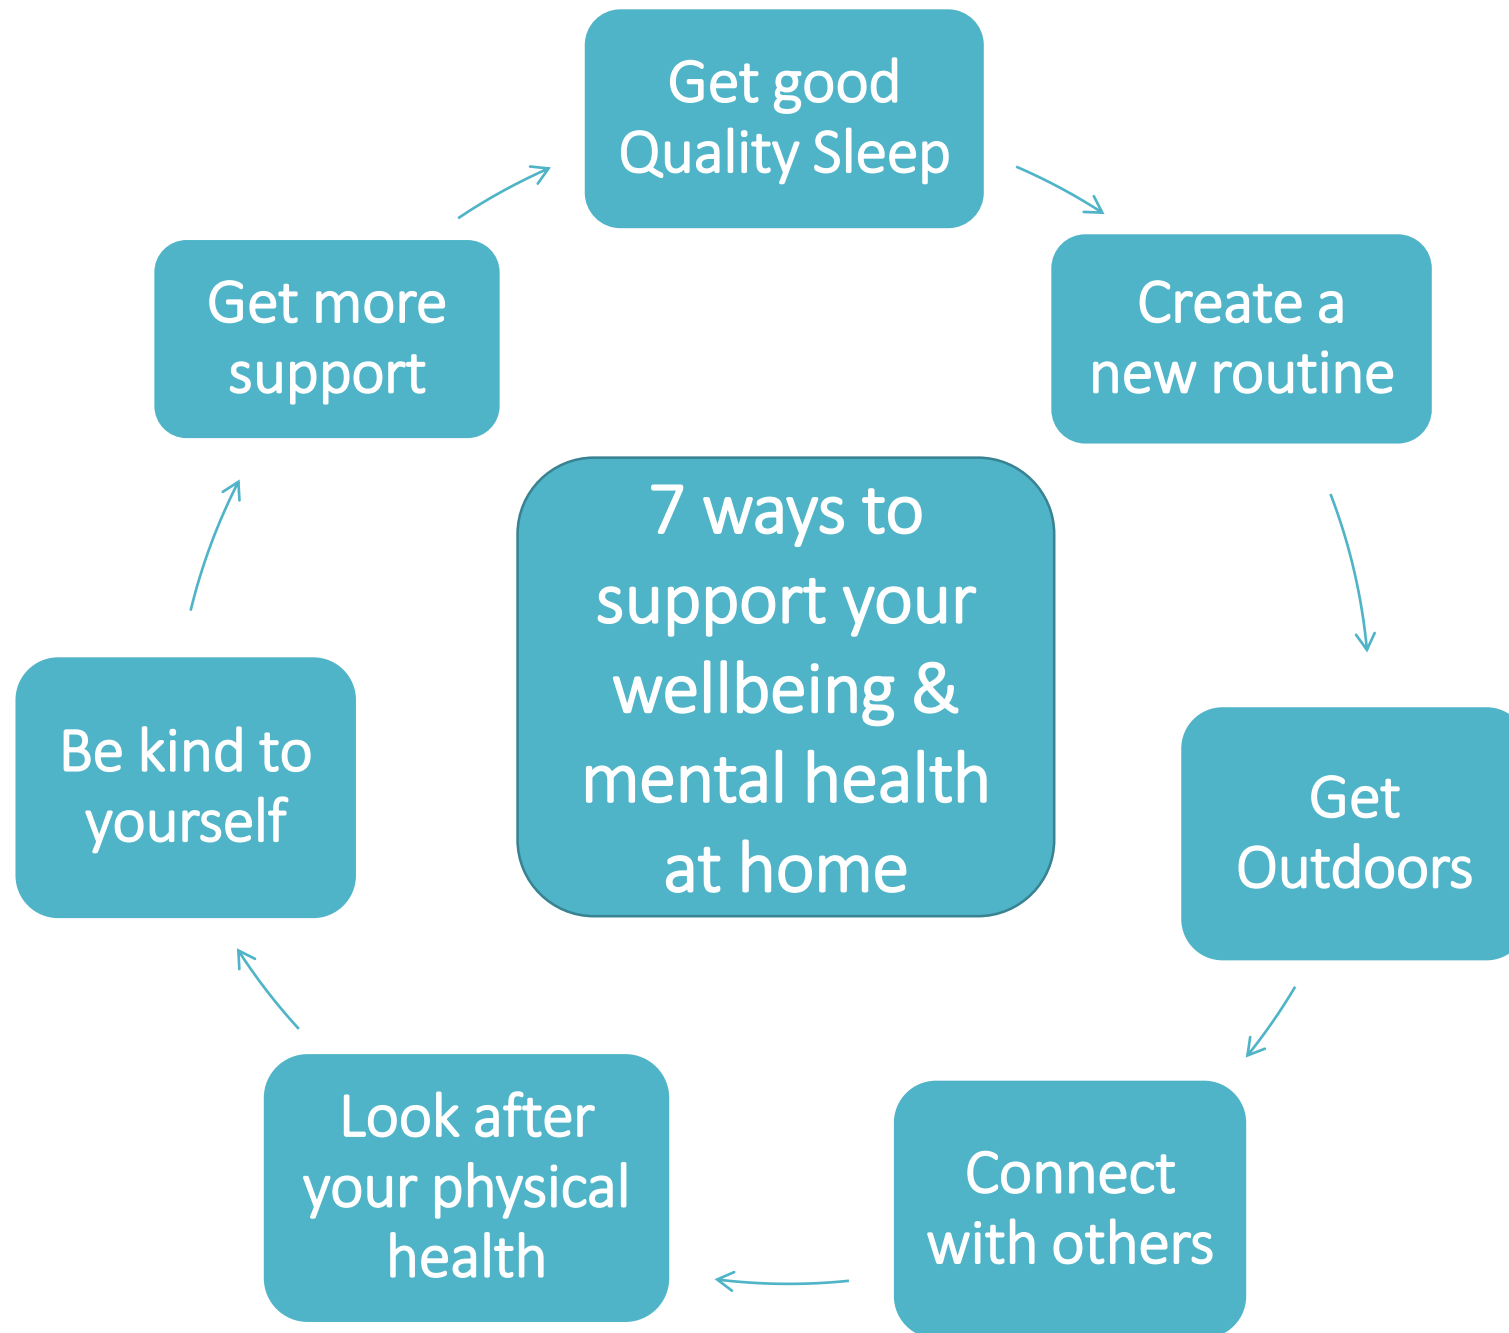 Get good
Quality Sleep
Create a
new routine
Get
Outdoors
Connect
with others
Look after
your physical
health
Be kind to
yourself
Get more
support
7 ways to
support your
wellbeing &
mental health
at home